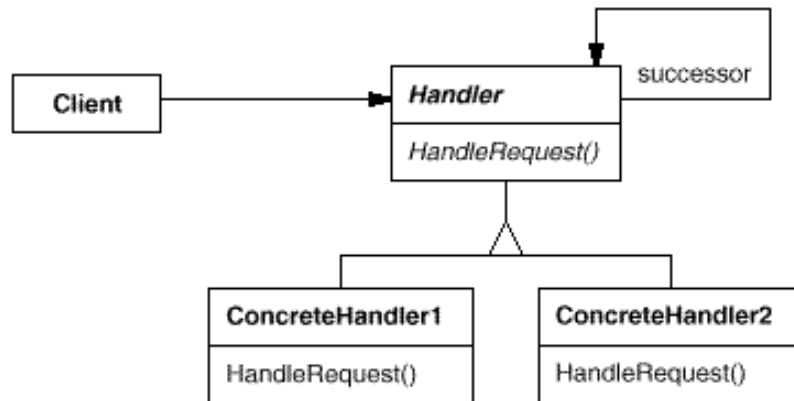 successor
Client
Handler
HandleRequest()
ConcreteHandler1
ConcreteHandler2
HandleRequest()
HandleRequest()